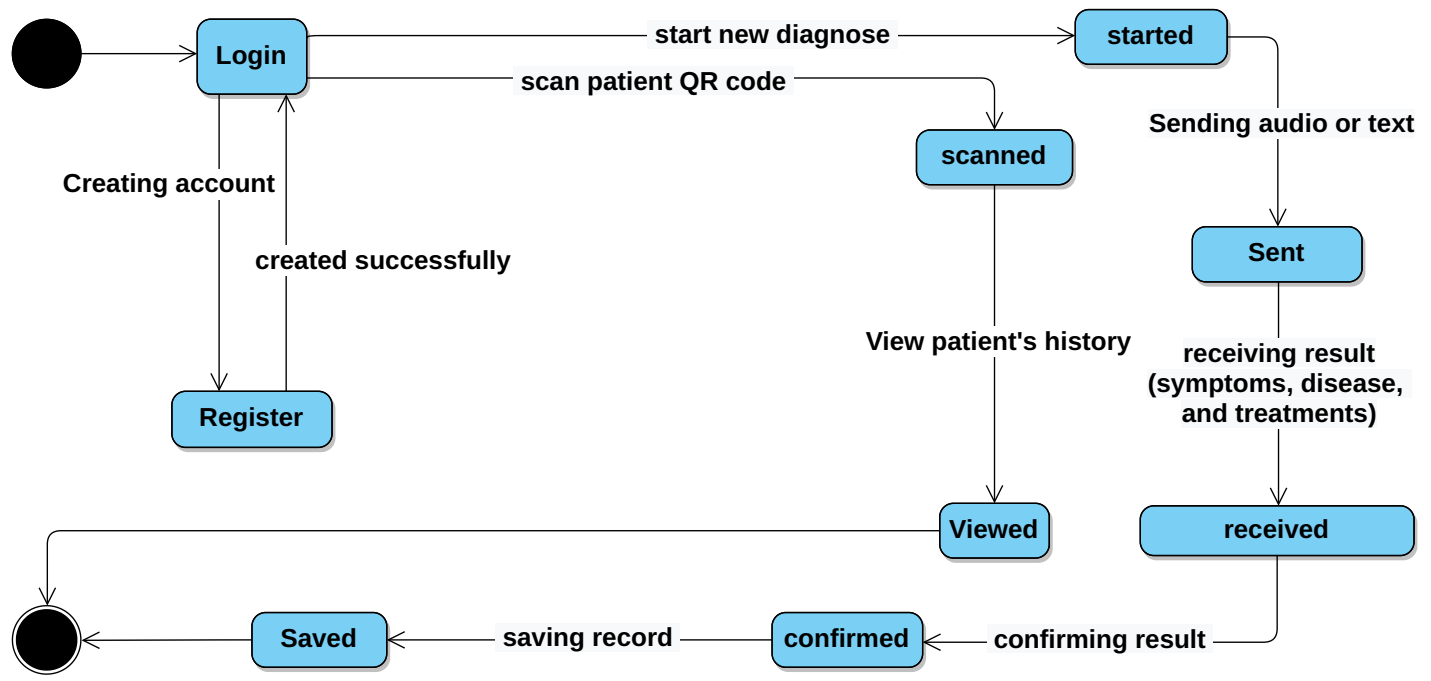 Login
start new diagnose
started
scan patient QR code
Sending audio or text
scanned
Creating account
created successfully
Sent
View patient's history
receiving result
(symptoms, disease,
and treatments)
Register
Viewed
received
Saved
saving record
confirmed
confirming result